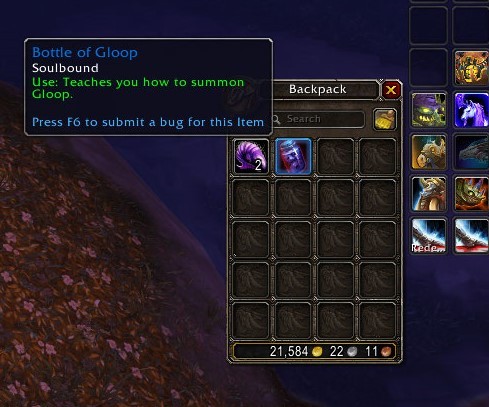 Bottle of Gloop
Soulbound
Use: Teaches you how to summon
Gloop.
Press F6 to submit a bug for this Item
Backpack
Search
2
21,584 22 11